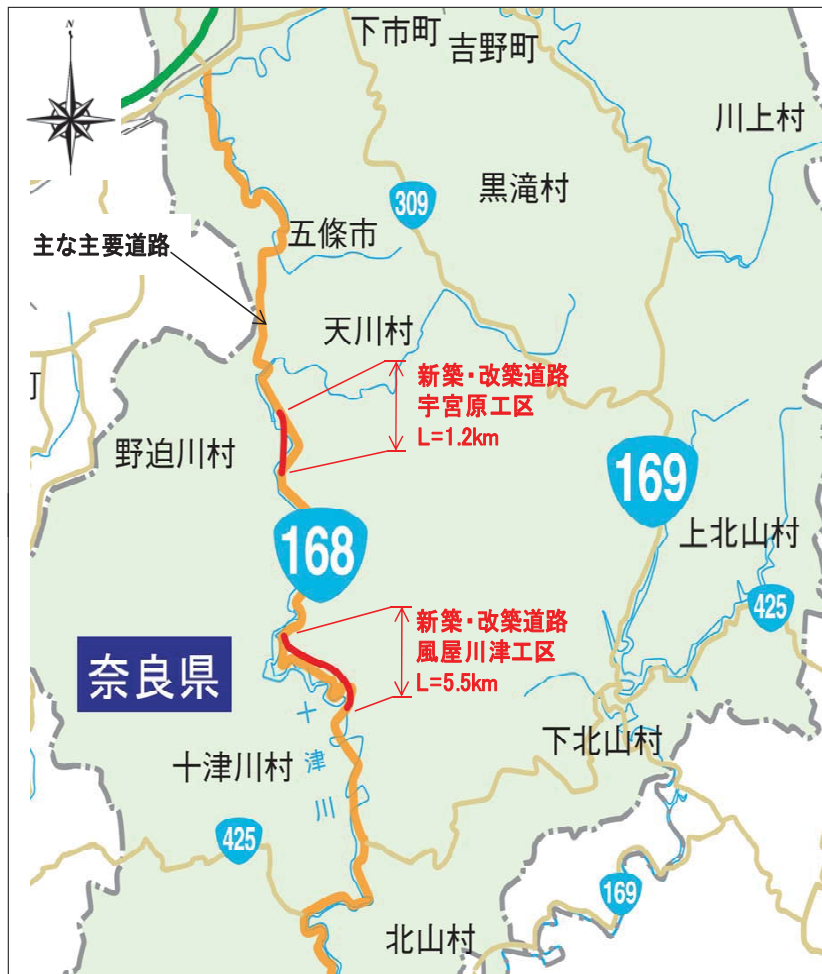 N
下市町
吉野町
川上村
309
黒滝村
五條市
主な主要道路
天川村
新築・改築道路
宇宮原工区
L=1.2km
町
野迫川村
169
168
上北山村
425
新築・改築道路
風屋川津工区
L=5.5km
奈良県
十津川
下北山村
十津川村
425
169
北山村